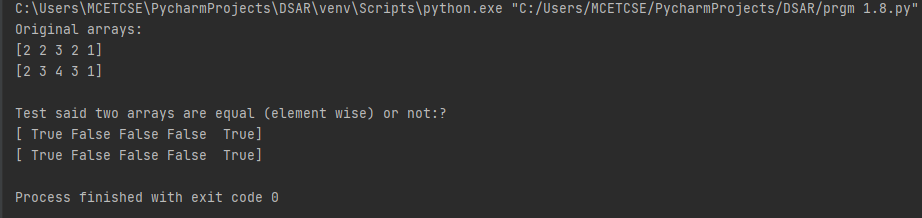 C:\Users\MCETCSE\PycharmProjects\DSAR\venv\Scripts\python.exe "C:/Users/MCETCSE/PycharmProjects/DSAR/prgm 1.8.py"
Original arrays:
[2 2 3 2 1]
[2 3 4 3 1]
Test said two arrays are equal (element wise) or not:?
[ True False False False  True]
[ True False False False  True]
Process finished with exit code 0